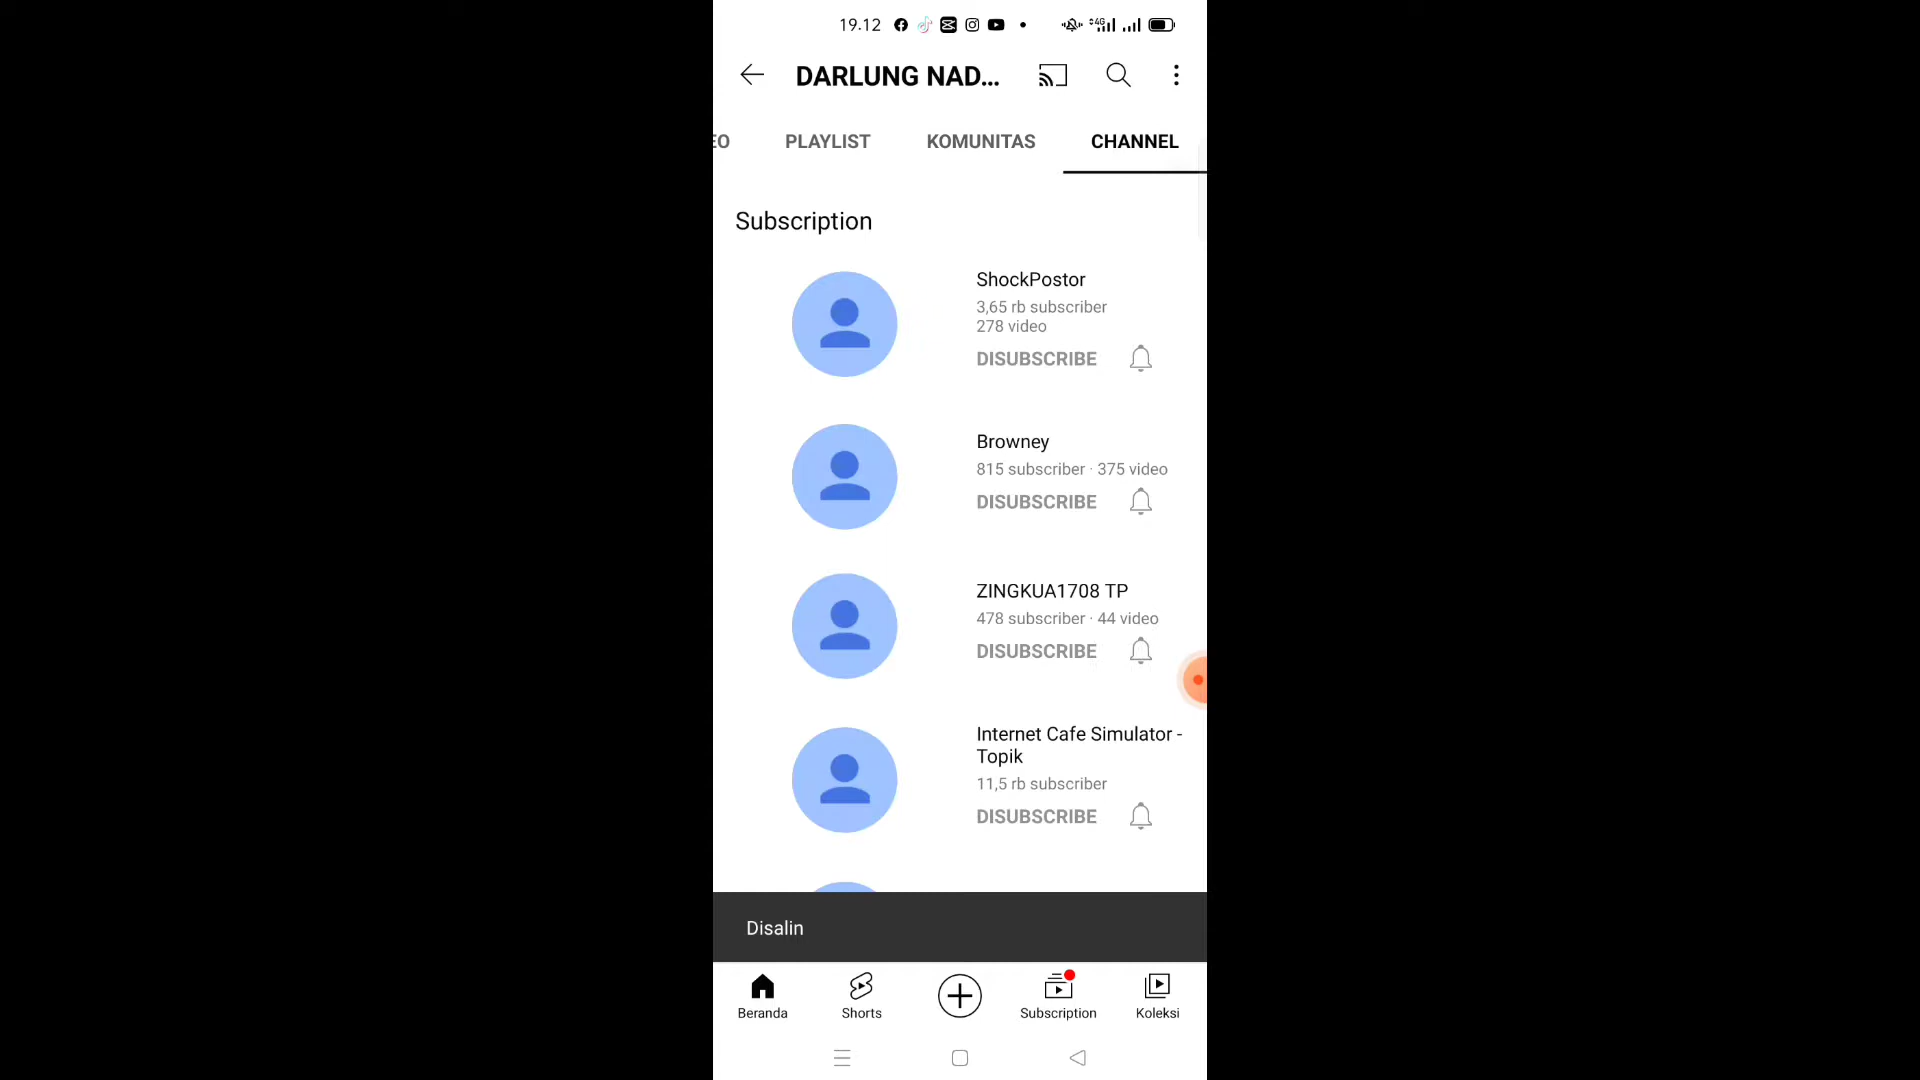 19.12
4G
DARLUNG NAD...
EO PLAYLIST KOMUNITAS CHANNEL
Subscription
ShockPostor
3,65 rb subscriber
278 video
DISUBSCRIBE
Browney
815 subscriber · 375 video
DISUBSCRIBE
ZINGKUA1708 TP
478 subscriber · 44 video
DISUBSCRIBE
Internet Cafe Simulator -
Topik
11,5 rb subscriber
DISUBSCRIBE
Disalin
Beranda Shorts Subscription Koleksi